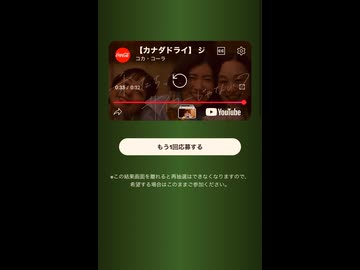 【カナダドライ】 ジ
コカ・コーラ
Coca-Cola
CC
0:33 / 0:32
YouTube
もう1回応募する
※この結果画面を離れると再抽選はできなくなりますので、
希望する場合はこのままご参加ください。